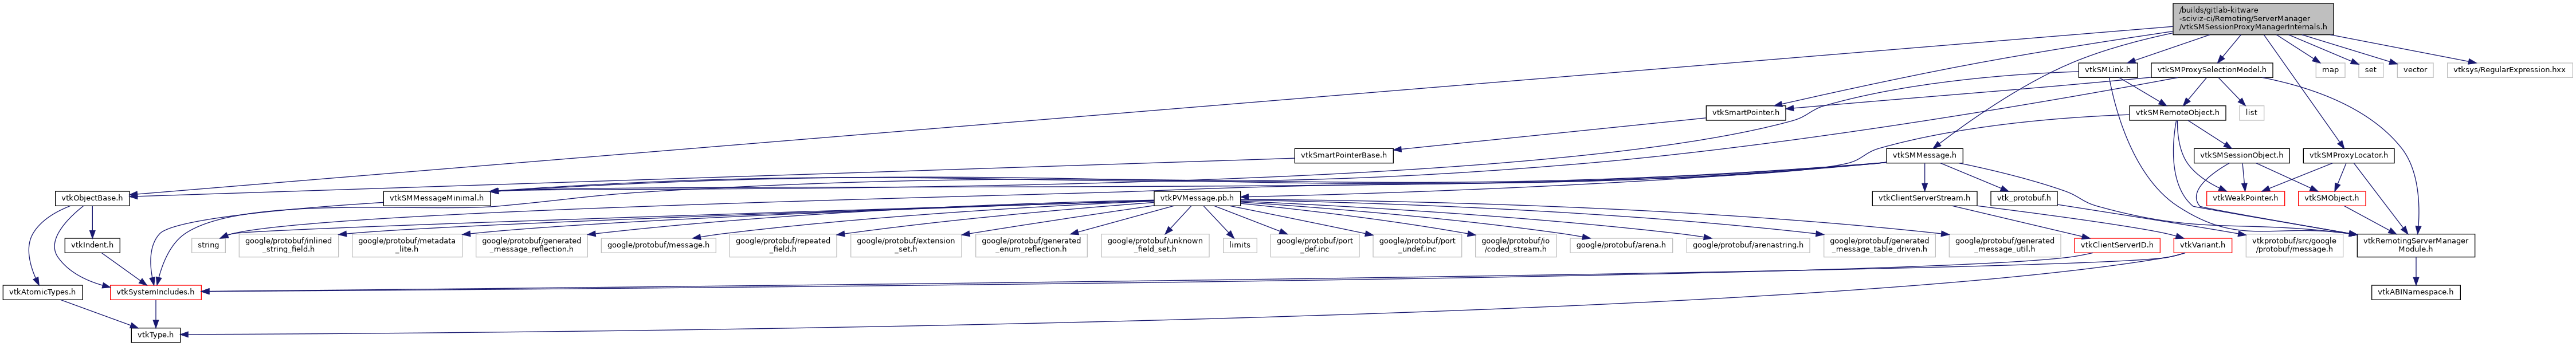 /builds/gitlab-kitware
-sciviz-ci/Remoting/ServerManager
/vtkSMSessionProxyManagerInternals.h
vtkSMLink.h
vtkSMProxySelectionModel.h
map
set
vector
vtksys/RegularExpression.hxx
vtkSmartPointer.h
vtkSMRemoteObject.h
list
vtkSmartPointerBase.h
vtkSMMessage.h
vtkSMSessionObject.h
vtkSMProxyLocator.h
vtkObjectBase.h
vtkSMMessageMinimal.h
vtkPVMessage.pb.h
vtkClientServerStream.h
vtk_protobuf.h
vtkWeakPointer.h
vtkSMObject.h
vtkIndent.h
string
google/protobuf/inlined
_string_field.h
google/protobuf/metadata
_lite.h
google/protobuf/generated
_message_reflection.h
google/protobuf/message.h
google/protobuf/repeated
_field.h
google/protobuf/extension
_set.h
google/protobuf/generated
_enum_reflection.h
google/protobuf/unknown
_field_set.h
limits
google/protobuf/port
_def.inc
google/protobuf/port
_undef.inc
google/protobuf/io
/coded_stream.h
google/protobuf/arena.h
google/protobuf/arenastring.h
google/protobuf/generated
_message_table_driven.h
google/protobuf/generated
_message_util.h
vtkClientServerID.h
vtkVariant.h
vtkprotobuf/src/google
/protobuf/message.h
vtkRemotingServerManager
Module.h
vtkAtomicTypes.h
vtkSystemIncludes.h
vtkABINamespace.h
vtkType.h